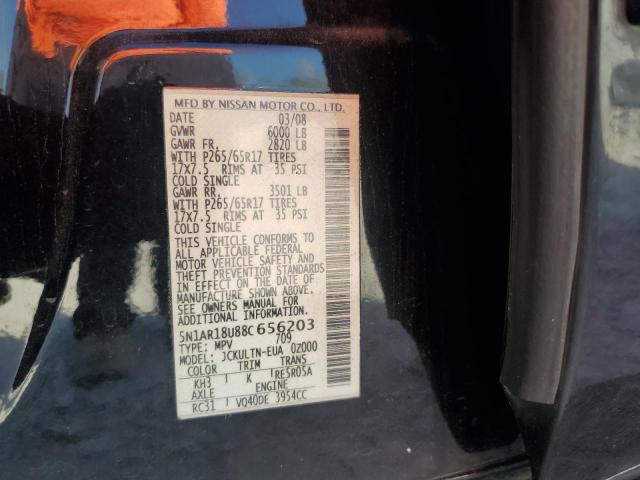 MFD BY NISSAN MOTOR CO., LTD.
DATE 03/08
GVWR 6000 LB
GAWR FR. 2820 LB
WITH P265/65R17 TIRES
17X7.5 RIMS AT 35 PSI
COLD SINGLE
GAWR RR. 3501 LB
WITH P265/65R17 TIRES
17X7.5 RIMS AT 35 PSI
COLD SINGLE
THIS VEHICLE CONFORMS TO
ALL APPLICABLE FEDERAL
MOTOR VEHICLE SAFETY AND
THEFT PREVENTION STANDARDS
IN EFFECT ON THE DATE OF
MANUFACTURE SHOWN ABOVE.
SEE OWNERS MANUAL FOR
ADDITIONAL INFORMATION
5N1AR18U88C656203
TYPE: MPV 709
MODEL: JCKULTN-EUA 0Z000
COLOR TRIM TRANS
KH3 K RE5R05A
AXLE ENGINE
RC31 VQ40DE 3954CC